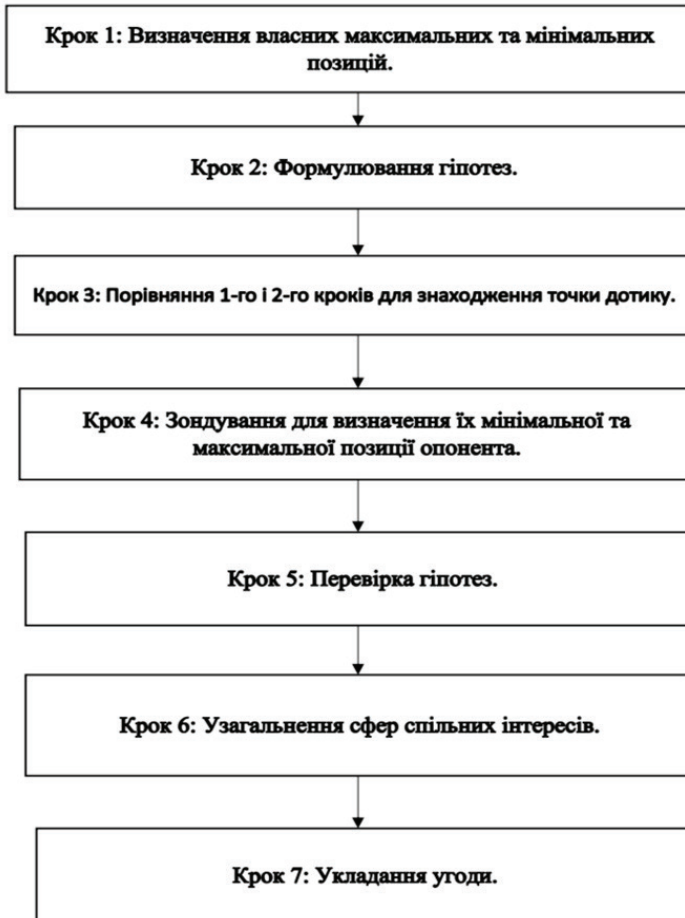 Крок 1: Визначення власних максимальних та мінімальних
позицій.
Крок 2: Формулювання гіпотез.
Крок 3: Порівняння 1-го і 2-го кроків для знаходження точки дотику.
Крок 4: Зондування для визначення їх мінімальної та
максимальної позиції опонента.
Крок 5: Перевірка гіпотез.
Крок 6: Узагальнення сфер спільних інтересів.
Крок 7: Укладання угоди.